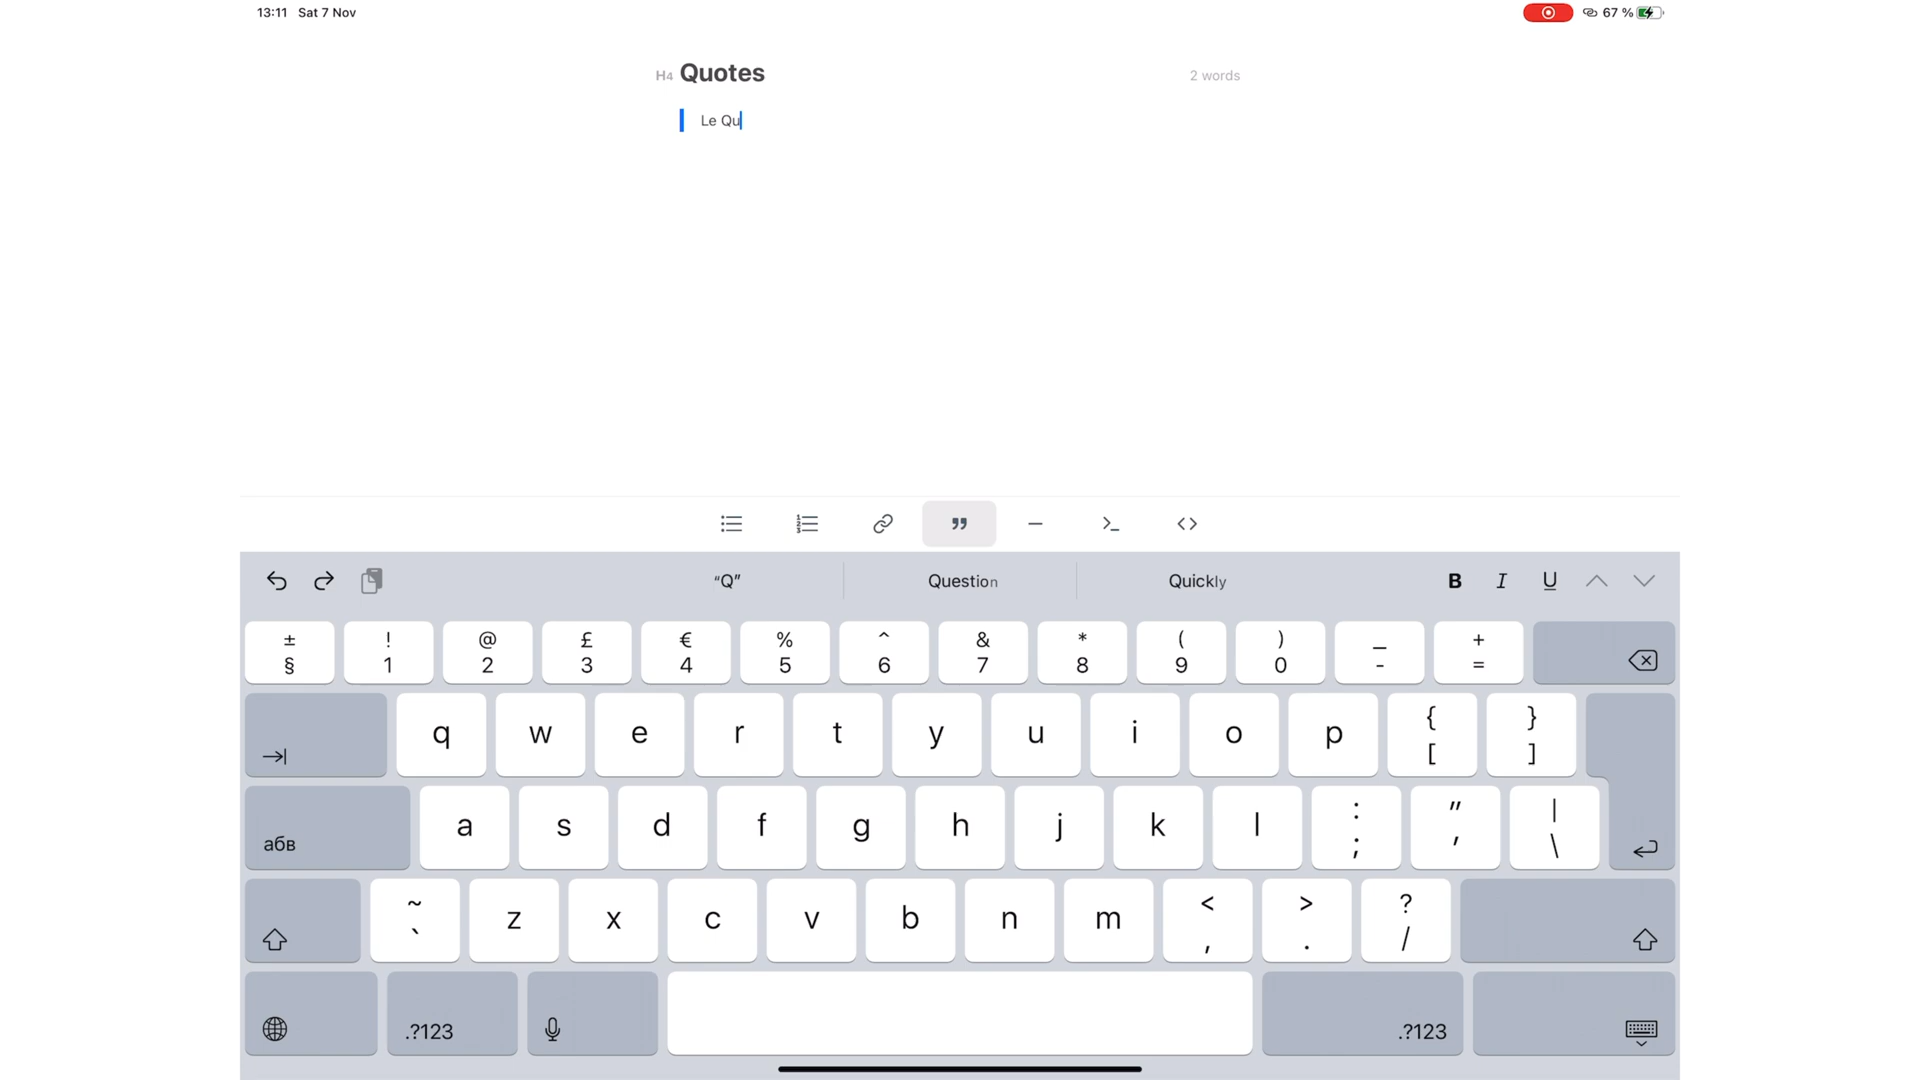 13:11 Sat 7 Nov
67 %
H4 Quotes
2 words
Le Qu
”
>_
<>
“Q” Question Quickly
B I U
± ! @ £ € % ^ & * ( ) _ +
§ 1 2 3 4 5 6 7 8 9 0 - =
q w e r t y u i o p { }
[ ]
абв a s d f g h j k l : " |
; ' \
~ z x c v b n m < > ?
` , . /
.?123 .?123